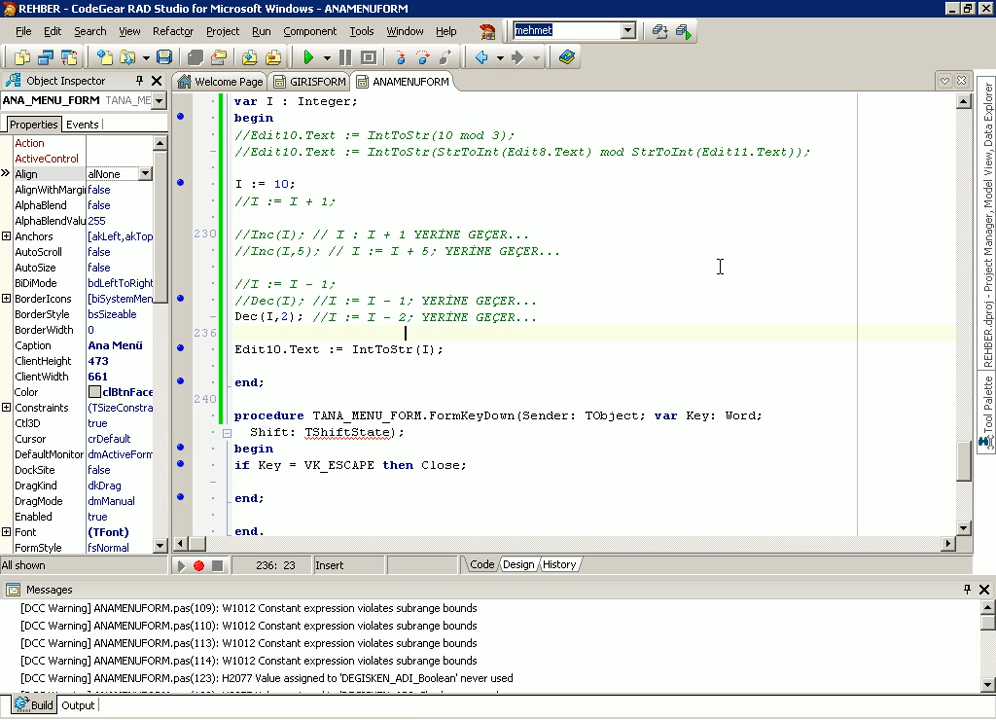 REHBER - CodeGear RAD Studio for Microsoft Windows - ANAMENUFORM
File Edit Search View Refactor Project Run Component Tools Window Help mehmet
Object Inspector
Welcome Page GIRISFORM ANAMENUFORM
ANA_MENU_FORM TANA_ME
Properties Events
Action
ActiveControl
Align alNone
AlignWithMargi false
AlphaBlend false
AlphaBlendValu 255
Anchors [akLeft,akTop
AutoScroll false
AutoSize false
BiDiMode bdLeftToRight
BorderIcons [biSystemMen
BorderStyle bsSizeable
BorderWidth 0
Caption Ana Menü
ClientHeight 473
ClientWidth 661
Color clBtnFace
Constraints (TSizeConstra
Ctl3D true
Cursor crDefault
DefaultMonitor dmActiveForm
DockSite false
DragKind dkDrag
DragMode dmManual
Enabled true
Font (TFont)
FormStyle fsNormal
All shown
var I : Integer;
begin
//Edit10.Text := IntToStr(10 mod 3);
//Edit10.Text := IntToStr(StrToInt(Edit8.Text) mod StrToInt(Edit11.Text));
I := 10;
//I := I + 1;
230 //Inc(I); // I : I + 1 YERİNE GEÇER...
//Inc(I,5); // I := I + 5; YERİNE GEÇER...
//I := I - 1;
//Dec(I); //I := I - 1; YERİNE GEÇER...
Dec(I,2); //I := I - 2; YERİNE GEÇER...
236
Edit10.Text := IntToStr(I);
end;
240
procedure TANA_MENU_FORM.FormKeyDown(Sender: TObject; var Key: Word;
Shift: TShiftState);
begin
if Key = VK_ESCAPE then Close;
end;
end.
236: 23 Insert Code Design History
REHBER.dproj - Project Manager, Model View, Data Explorer
Tool Palette
Messages
[DCC Warning] ANAMENUFORM.pas(109): W1012 Constant expression violates subrange bounds
[DCC Warning] ANAMENUFORM.pas(110): W1012 Constant expression violates subrange bounds
[DCC Warning] ANAMENUFORM.pas(113): W1012 Constant expression violates subrange bounds
[DCC Warning] ANAMENUFORM.pas(114): W1012 Constant expression violates subrange bounds
[DCC Warning] ANAMENUFORM.pas(123): H2077 Value assigned to 'DEGISKEN_ADI_Boolean' never used
Build Output